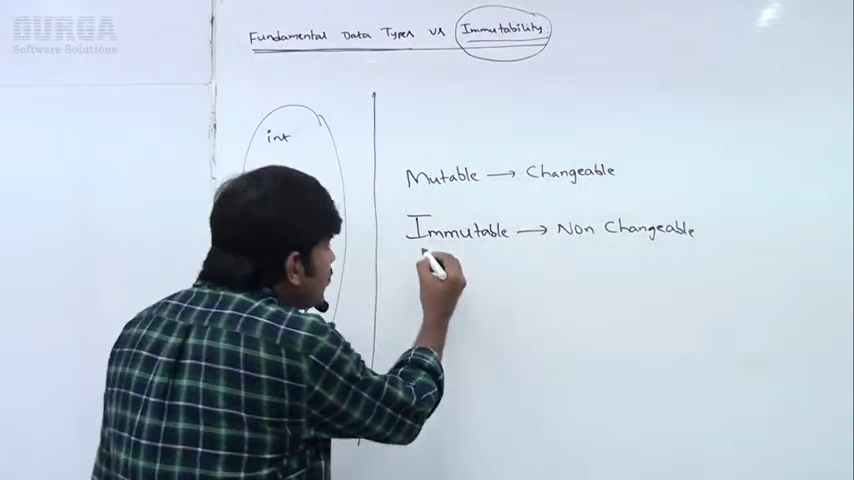 DURGA
Software Solutions
Fundamental Data Types vs Immutability
int
Mutable → Changeable
Immutable → Non Changeable